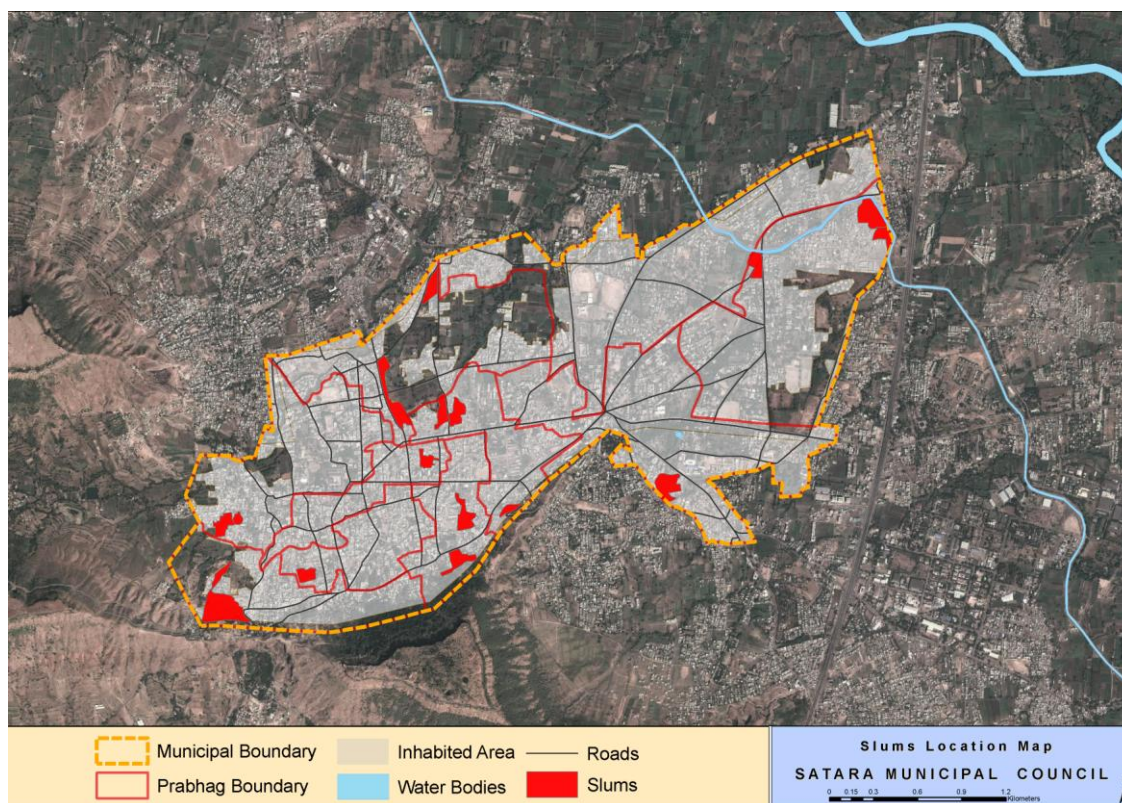 Municipal Boundary
Prabhag Boundary
Inhabited Area
Water Bodies
Roads
Slums
Slums Location Map
SATARA MUNICIPAL COUNCIL
0 0.15 0.3 0.6 0.9 1.2
Kilometers